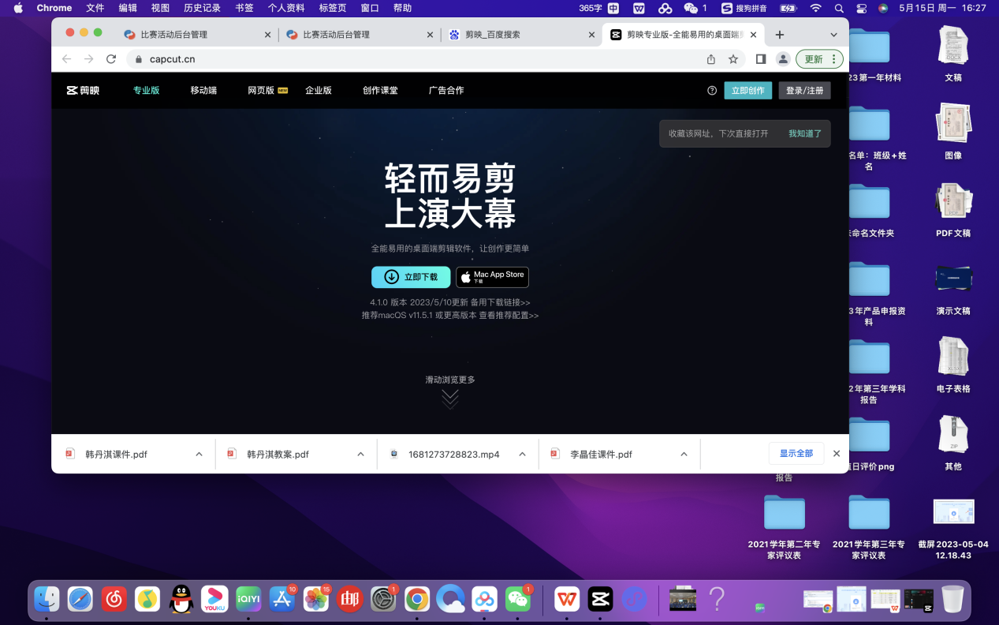 Chrome 文件 编辑 视图 历史记录 书签 个人资料 标签页 窗口 帮助 365字 中 1 搜狗拼音 5月15日 周一 16:27
比赛活动后台管理 比赛活动后台管理 剪映_百度搜索 剪映专业版-全能易用的桌面端剪
capcut.cn 更新
剪映 专业版 移动端 网页版 NEW 企业版 创作课堂 广告合作 立即创作 登录/注册
收藏该网址，下次直接打开 我知道了
轻而易剪
上演大幕
全能易用的桌面端剪辑软件，让创作更简单
立即下载 Mac App Store
下载
4.1.0 版本 2023/5/10更新 备用下载链接>>
推荐macOS v11.5.1 或更高版本 查看推荐配置>>
滑动浏览更多
韩丹淇课件.pdf 韩丹淇教案.pdf 1681273728823.mp4 李晶佳课件.pdf 显示全部
23第一年材料
名单：班级+姓
名
未命名文件夹
3年产品申报资
料
2年第三年学科
报告
值日评价png
报告
2021学年第二年专
家评议表
2021学年第三年专
家评议表
DOCX
文稿
图像
PDF
PDF文稿
演示文稿
XLSX
电子表格
ZIP
其他
截屏2023-05-04
12.18.43
YOUKU iQIYI 10 15 1 1